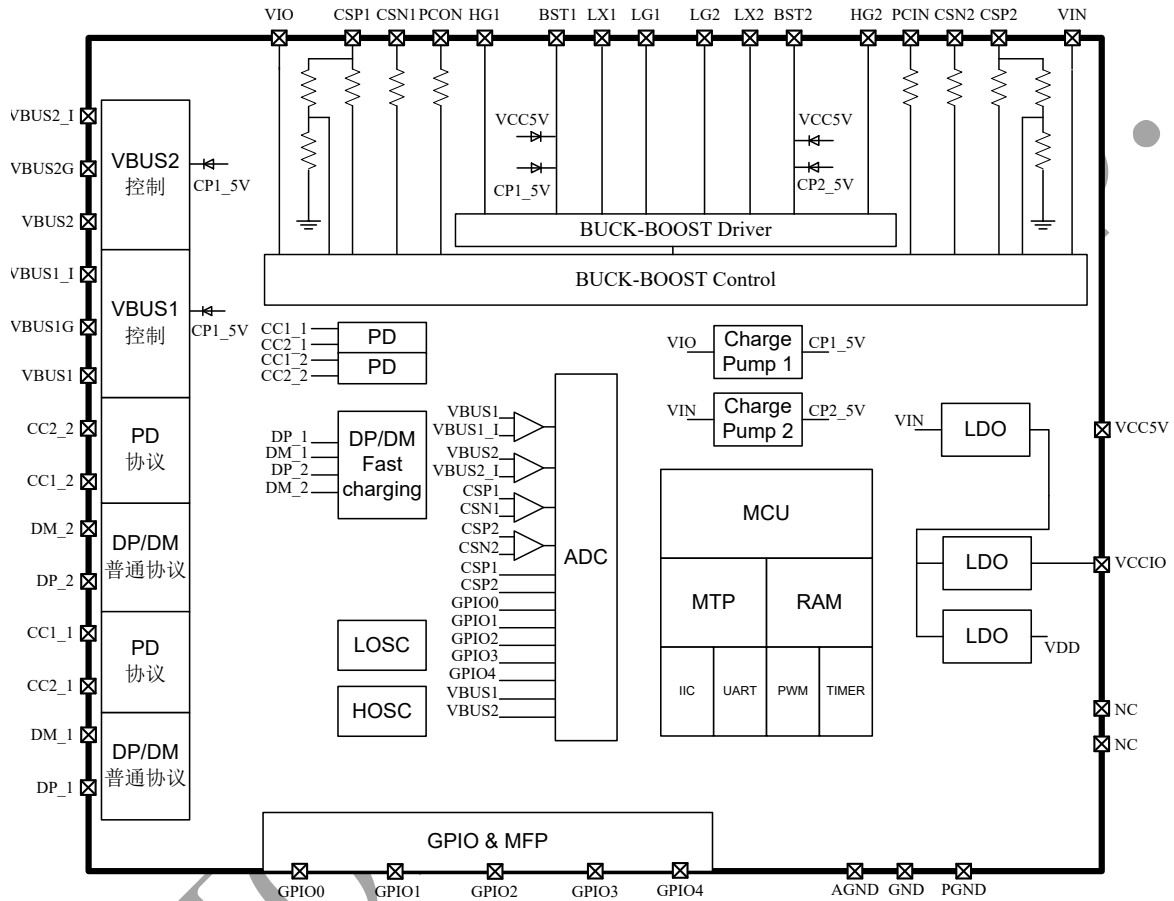 VIO CSP1 CSN1 PCON HG1 BST1 LX1 LG1 LG2 LX2 BST2 HG2 PCIN CSN2 CSP2 VIN
VBUS2_I
VBUS2G
VBUS2
VBUS1_I
VBUS1G
VBUS1
CC2_2
CC1_2
DM_2
DP_2
CC1_1
CC2_1
DM_1
DP_1
VBUS2
控制
CP1_5V
VBUS1
控制
CP1_5V
PD
协议
DP/DM
普通协议
PD
协议
DP/DM
普通协议
VCC5V
CP1_5V
VCC5V
CP2_5V
BUCK-BOOST Driver
BUCK-BOOST Control
CC1_1
CC2_1
CC1_2
CC2_2
PD
PD
DP_1
DM_1
DP_2
DM_2
DP/DM
Fast
charging
LOSC
HOSC
VBUS1
VBUS1_I
VBUS2
VBUS2_I
CSP1
CSN1
CSP2
CSN2
CSP1
CSP2
GPIO0
GPIO1
GPIO2
GPIO3
GPIO4
VBUS1
VBUS2
ADC
VIO
Charge
Pump 1
CP1_5V
VIN
Charge
Pump 2
CP2_5V
MCU
MTP RAM
IIC UART PWM TIMER
VIN
LDO
LDO
LDO
VDD
VCC5V
VCCIO
NC
NC
GPIO & MFP
GPIO0 GPIO1 GPIO2 GPIO3 GPIO4 AGND GND PGND